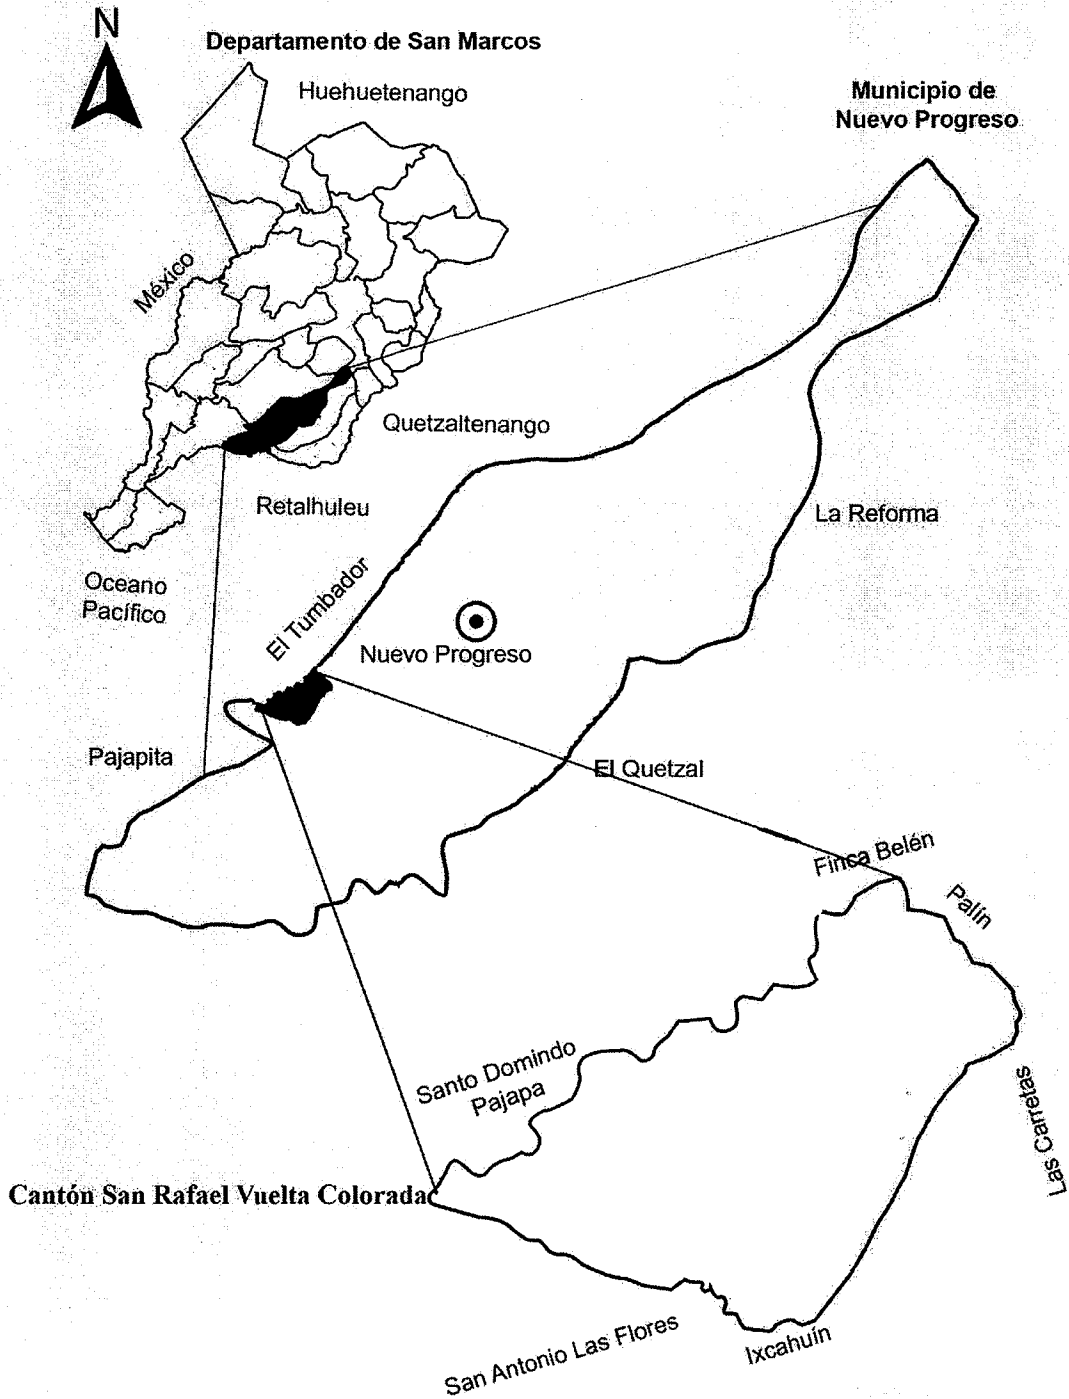 N
Departamento de San Marcos
Huehuetenango
Municipio de
Nuevo Progreso
México
Quetzaltenango
Retalhuleu
La Reforma
Oceano
Pacífico
El Tumbador
Nuevo Progreso
Pajapita
El Quetzal
Finca Belén
Palín
Santo Domindo
Pajapa
Las Carretas
Cantón San Rafael Vuelta Colorada
San Antonio Las Flores
Ixcahuín